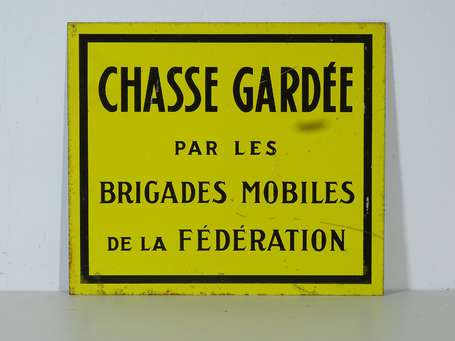 CHASSE GARDÉE
PAR LES
BRIGADES MOBILES
DE LA FÉDÉRATION